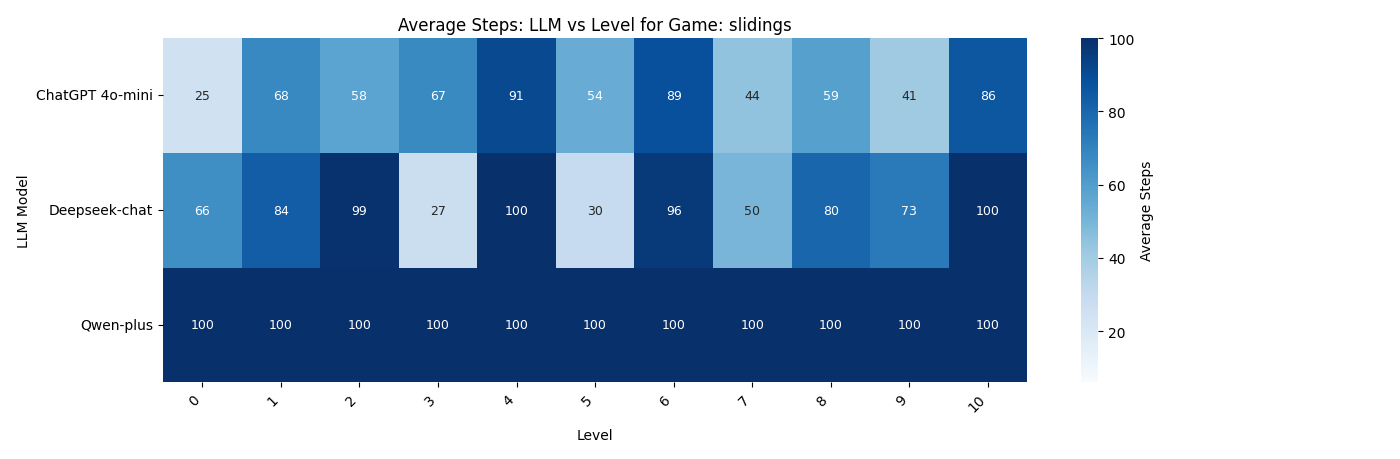 Average Steps: LLM vs Level for Game: slidings
LLM Model
ChatGPT 4o-mini 25 68 58 67 91 54 89 44 59 41 86
Deepseek-chat 66 84 99 27 100 30 96 50 80 73 100
Qwen-plus 100 100 100 100 100 100 100 100 100 100 100
0 1 2 3 4 5 6 7 8 9 10
Level
100
80
60
40
20
Average Steps